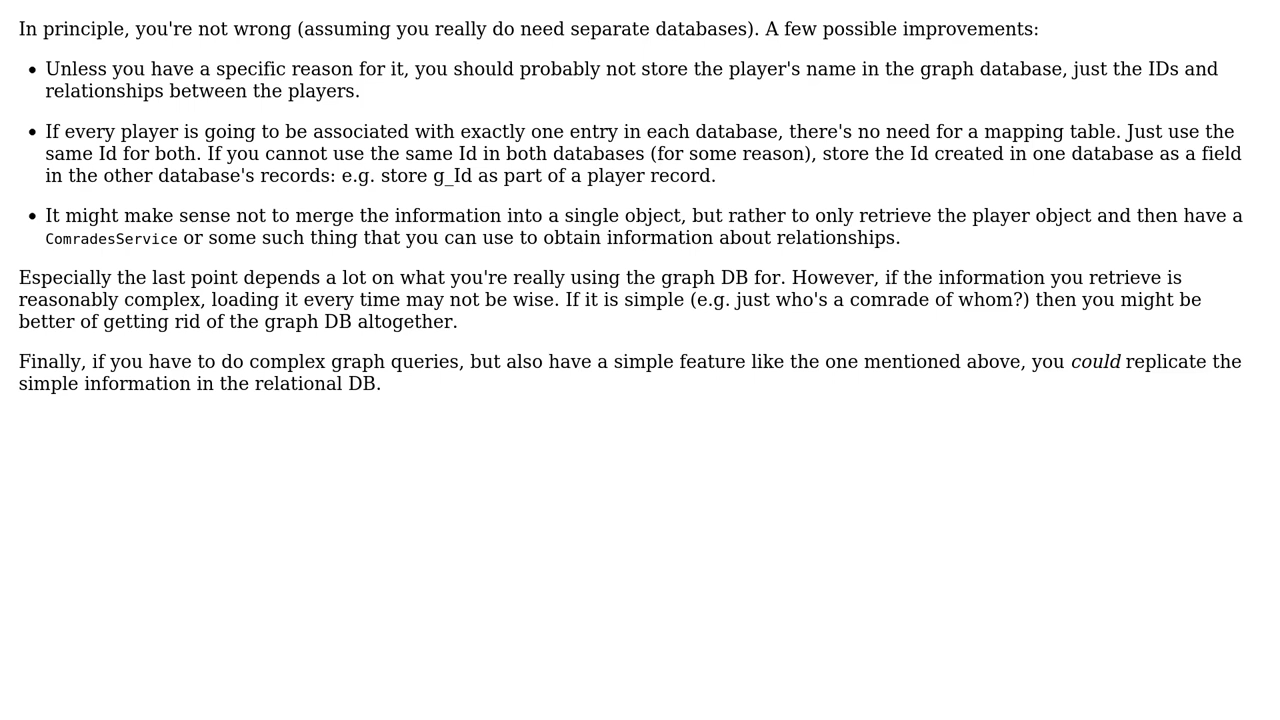 In principle, you're not wrong (assuming you really do need separate databases). A few possible improvements:
• Unless you have a specific reason for it, you should probably not store the player's name in the graph database, just the IDs and
relationships between the players.
• If every player is going to be associated with exactly one entry in each database, there's no need for a mapping table. Just use the
same Id for both. If you cannot use the same Id in both databases (for some reason), store the Id created in one database as a field
in the other database's records: e.g. store g_Id as part of a player record.
• It might make sense not to merge the information into a single object, but rather to only retrieve the player object and then have a
ComradesService or some such thing that you can use to obtain information about relationships.
Especially the last point depends a lot on what you're really using the graph DB for. However, if the information you retrieve is
reasonably complex, loading it every time may not be wise. If it is simple (e.g. just who's a comrade of whom?) then you might be
better of getting rid of the graph DB altogether.
Finally, if you have to do complex graph queries, but also have a simple feature like the one mentioned above, you could replicate the
simple information in the relational DB.